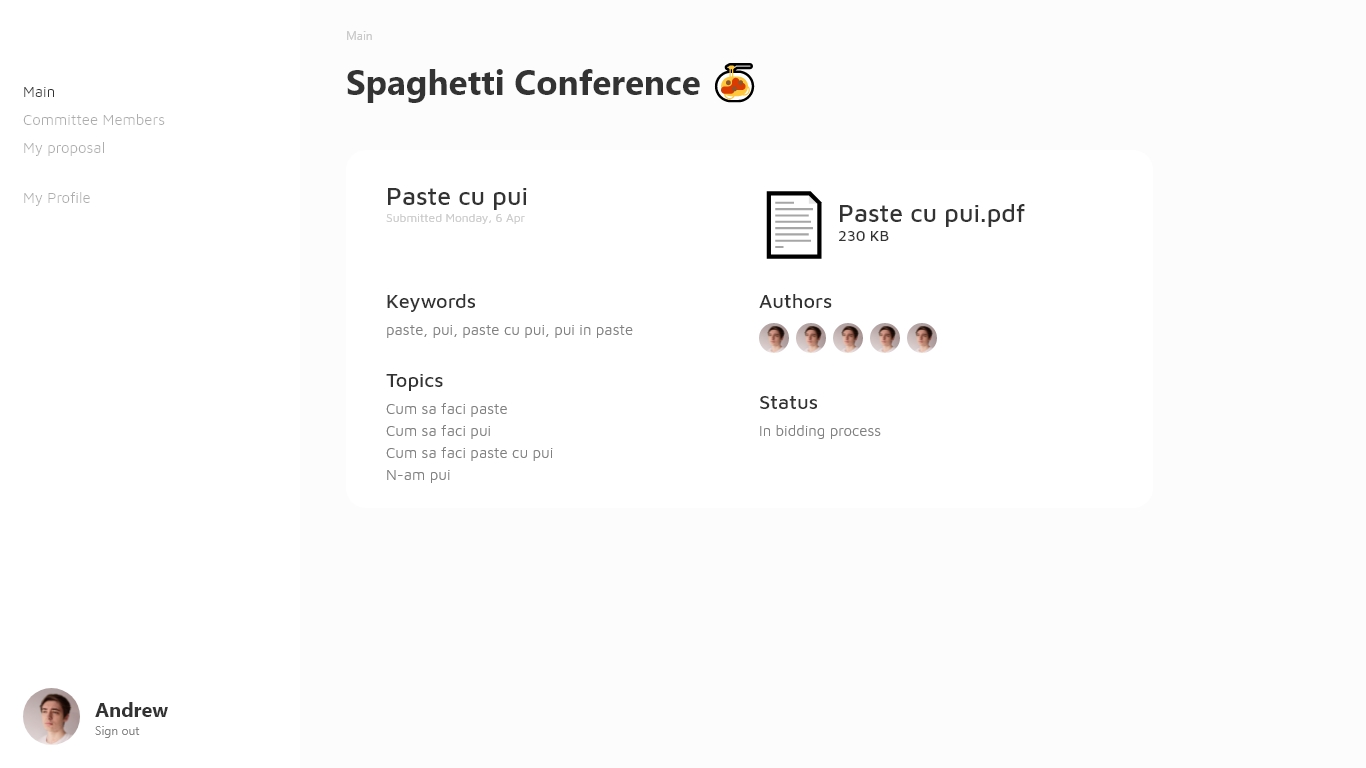 Main
Committee Members
My proposal
My Profile
Andrew
Sign out
Main
Spaghetti Conference
Paste cu pui
Submitted Monday, 6 Apr
Paste cu pui.pdf
230 KB
Keywords
paste, pui, paste cu pui, pui in paste
Authors
Topics
Cum sa faci paste
Cum sa faci pui
Cum sa faci paste cu pui
N-am pui
Status
In bidding process